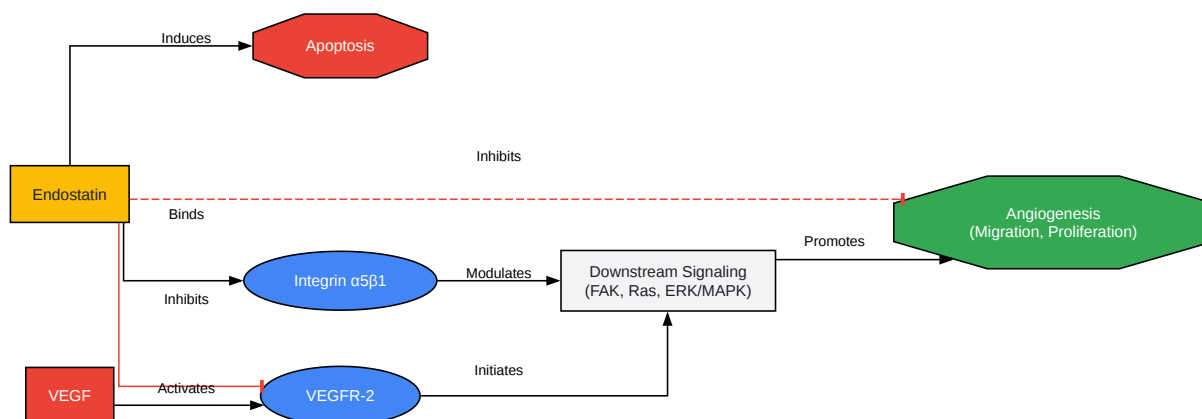 Induces
Apoptosis
Inhibits
Endostatin
Binds
Angiogenesis
(Migration, Proliferation)
Promotes
Integrin α5β1
Modulates
Downstream Signaling
(FAK, Ras, ERK/MAPK)
Inhibits
Initiates
VEGF
Activates
VEGFR-2